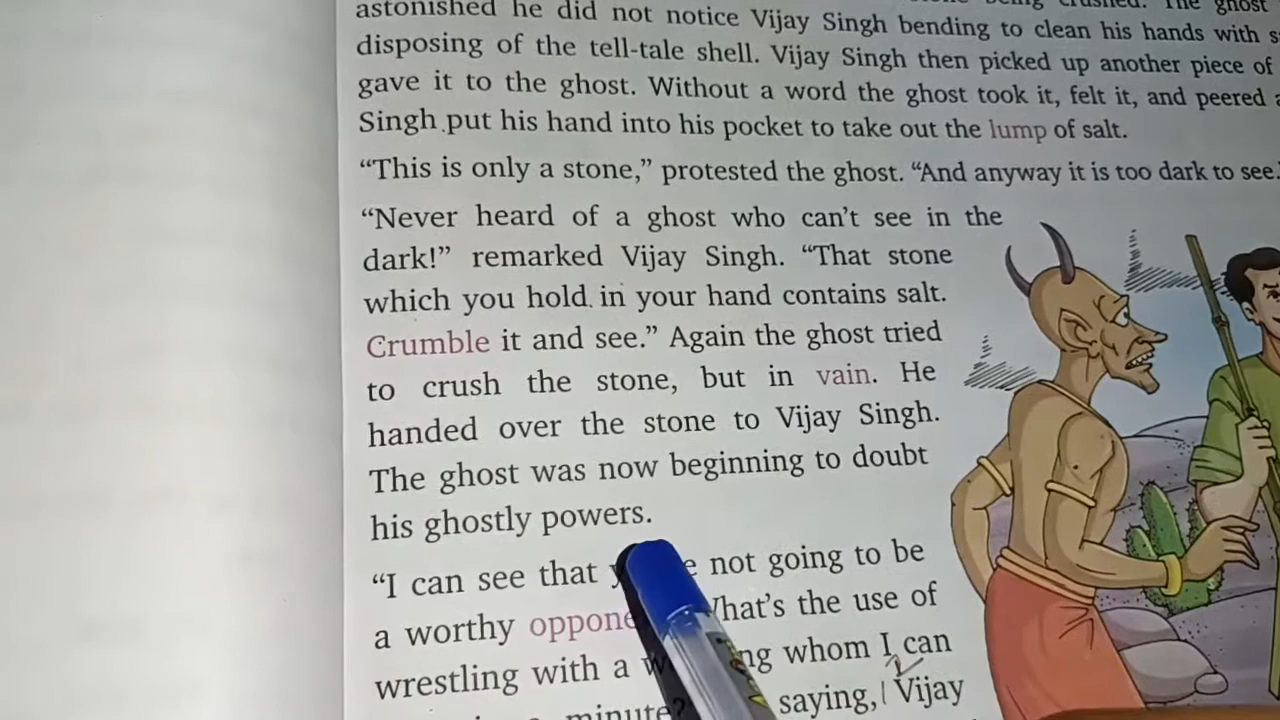 astonished he did not notice Vijay Singh bending to clean his hands with
disposing of the tell-tale shell. Vijay Singh then picked up another piece of
gave it to the ghost. Without a word the ghost took it, felt it, and peered
Singh put his hand into his pocket to take out the lump of salt.
“This is only a stone,” protested the ghost. “And anyway it is too dark to see.
“Never heard of a ghost who can’t see in the
dark!” remarked Vijay Singh. “That stone
which you hold in your hand contains salt.
Crumble it and see.” Again the ghost tried
to crush the stone, but in vain. He
handed over the stone to Vijay Singh.
The ghost was now beginning to doubt
his ghostly powers.
“I can see that not going to be
a worthy What’s the use of
wrestling with a whom I can
minute? saying, Vijay